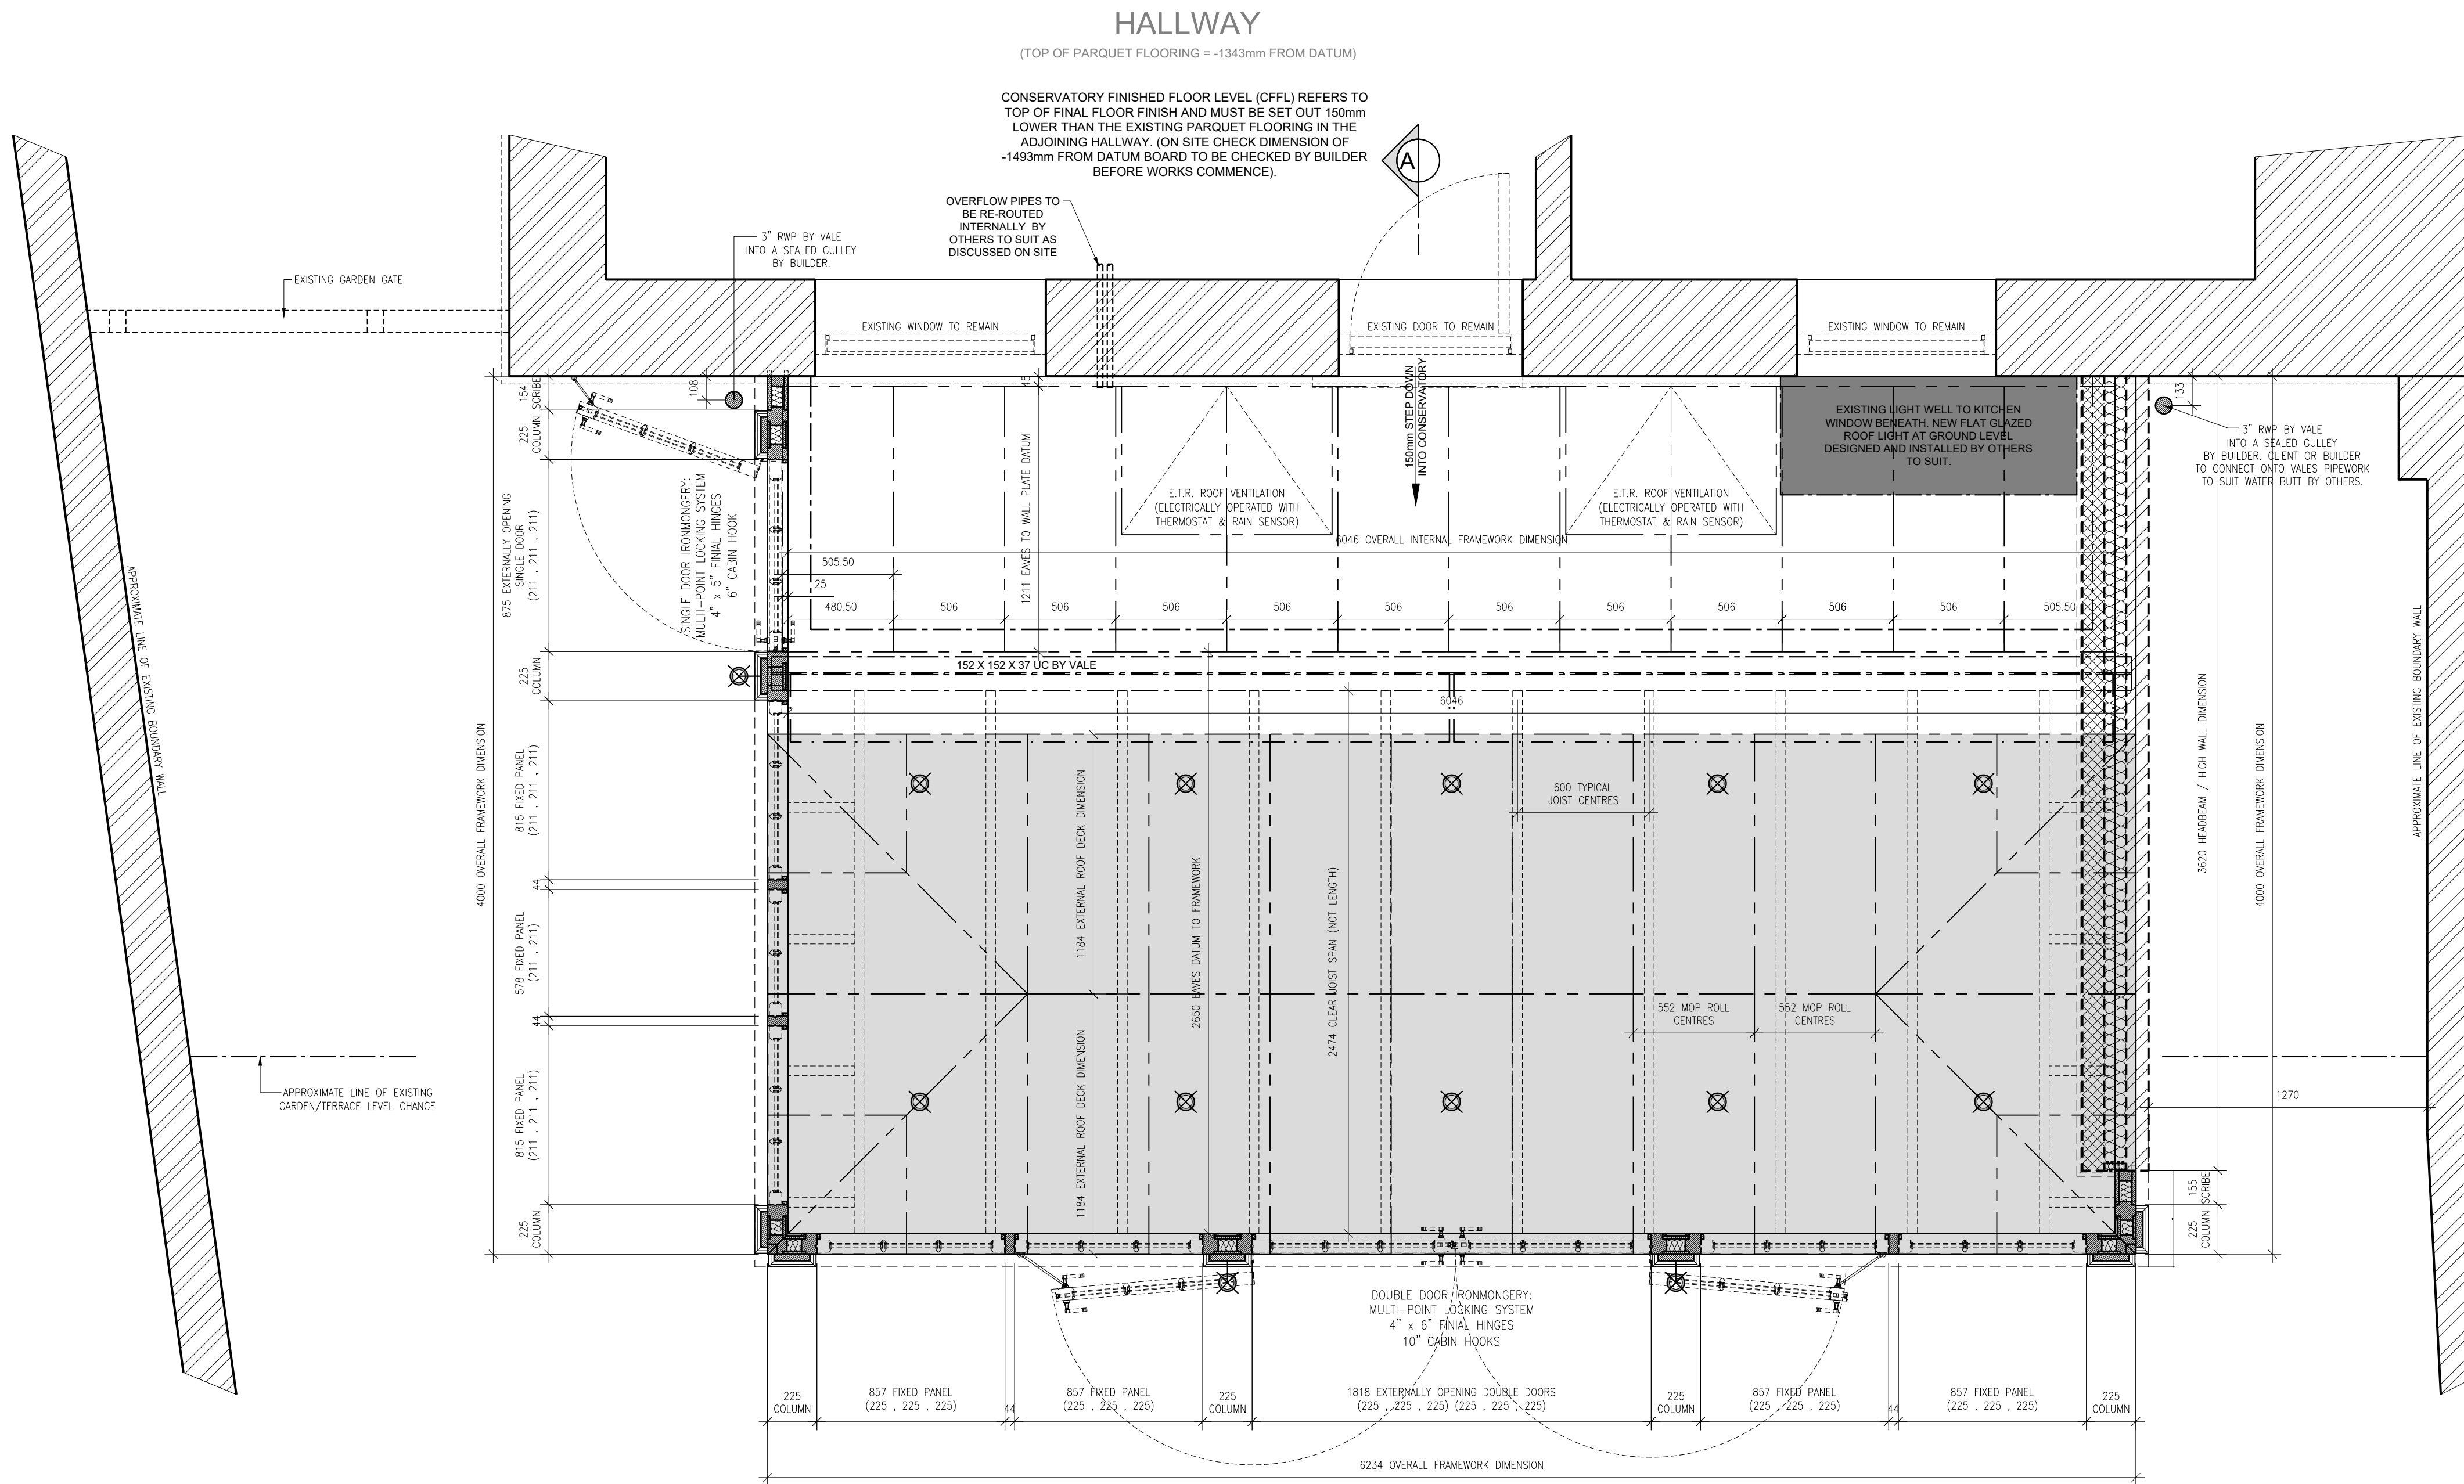 HALLWAY
(TOP OF PARQUET FLOORING = -1343mm FROM DATUM)
CONSERVATORY FINISHED FLOOR LEVEL (CFFL) REFERS TO
TOP OF FINAL FLOOR FINISH AND MUST BE SET OUT 150mm
LOWER THAN THE EXISTING PARQUET FLOORING IN THE
ADJOINING HALLWAY. (ON SITE CHECK DIMENSION OF
-1493mm FROM DATUM BOARD TO BE CHECKED BY BUILDER
BEFORE WORKS COMMENCE).
A
OVERFLOW PIPES TO
BE RE-ROUTED
INTERNALLY BY
OTHERS TO SUIT AS
DISCUSSED ON SITE
3" RWP BY VALE
INTO A SEALED GULLEY
BY BUILDER.
EXISTING GARDEN GATE
EXISTING WINDOW TO REMAIN
EXISTING DOOR TO REMAIN
EXISTING WINDOW TO REMAIN
154
SCRIBE
225
COLUMN
108
45
150mm STEP DOWN
INTO CONSERVATORY
EXISTING LIGHT WELL TO KITCHEN
WINDOW BENEATH. NEW FLAT GLAZED
ROOF LIGHT AT GROUND LEVEL
DESIGNED AND INSTALLED BY OTHERS
TO SUIT.
133
3" RWP BY VALE
INTO A SEALED GULLEY
BY BUILDER. CLIENT OR BUILDER
TO CONNECT ONTO VALES PIPEWORK
TO SUIT WATER BUTT BY OTHERS.
E.T.R. ROOF VENTILATION
(ELECTRICALLY OPERATED WITH
THERMOSTAT & RAIN SENSOR)
E.T.R. ROOF VENTILATION
(ELECTRICALLY OPERATED WITH
THERMOSTAT & RAIN SENSOR)
875 EXTERNALLY OPENING
SINGLE DOOR
(211 , 211 , 211)
SINGLE DOOR IRONMONGERY:
MULTI-POINT LOCKING SYSTEM
4" x 5" FINIAL HINGES
6" CABIN HOOK
1211 EAVES TO WALL PLATE DATUM
6046 OVERALL INTERNAL FRAMEWORK DIMENSION
505.50
25
480.50
506
506
506
506
506
506
506
506
506
506
505.50
APPROXIMATE LINE OF EXISTING BOUNDARY WALL
APPROXIMATE LINE OF EXISTING BOUNDARY WALL
225
COLUMN
152 X 152 X 37 UC BY VALE
6046
4000 OVERALL FRAMEWORK DIMENSION
815 FIXED PANEL
(211 , 211 , 211)
44
578 FIXED PANEL
(211 , 211)
44
815 FIXED PANEL
(211 , 211 , 211)
225
COLUMN
1184 EXTERNAL ROOF DECK DIMENSION
1184 EXTERNAL ROOF DECK DIMENSION
2650 EAVES DATUM TO FRAMEWORK
2474 CLEAR JOIST SPAN (NOT LENGTH)
600 TYPICAL
JOIST CENTRES
552 MOP ROLL
CENTRES
552 MOP ROLL
CENTRES
3620 HEADBEAM / HIGH WALL DIMENSION
4000 OVERALL FRAMEWORK DIMENSION
1270
155
SCRIBE
225
COLUMN
APPROXIMATE LINE OF EXISTING
GARDEN/TERRACE LEVEL CHANGE
DOUBLE DOOR IRONMONGERY:
MULTI-POINT LOCKING SYSTEM
4" x 6" FINIAL HINGES
10" CABIN HOOKS
225
COLUMN
857 FIXED PANEL
(225 , 225 , 225)
44
857 FIXED PANEL
(225 , 225 , 225)
225
COLUMN
1818 EXTERNALLY OPENING DOUBLE DOORS
(225 , 225 , 225) (225 , 225 , 225)
225
COLUMN
857 FIXED PANEL
(225 , 225 , 225)
44
857 FIXED PANEL
(225 , 225 , 225)
225
COLUMN
6234 OVERALL FRAMEWORK DIMENSION